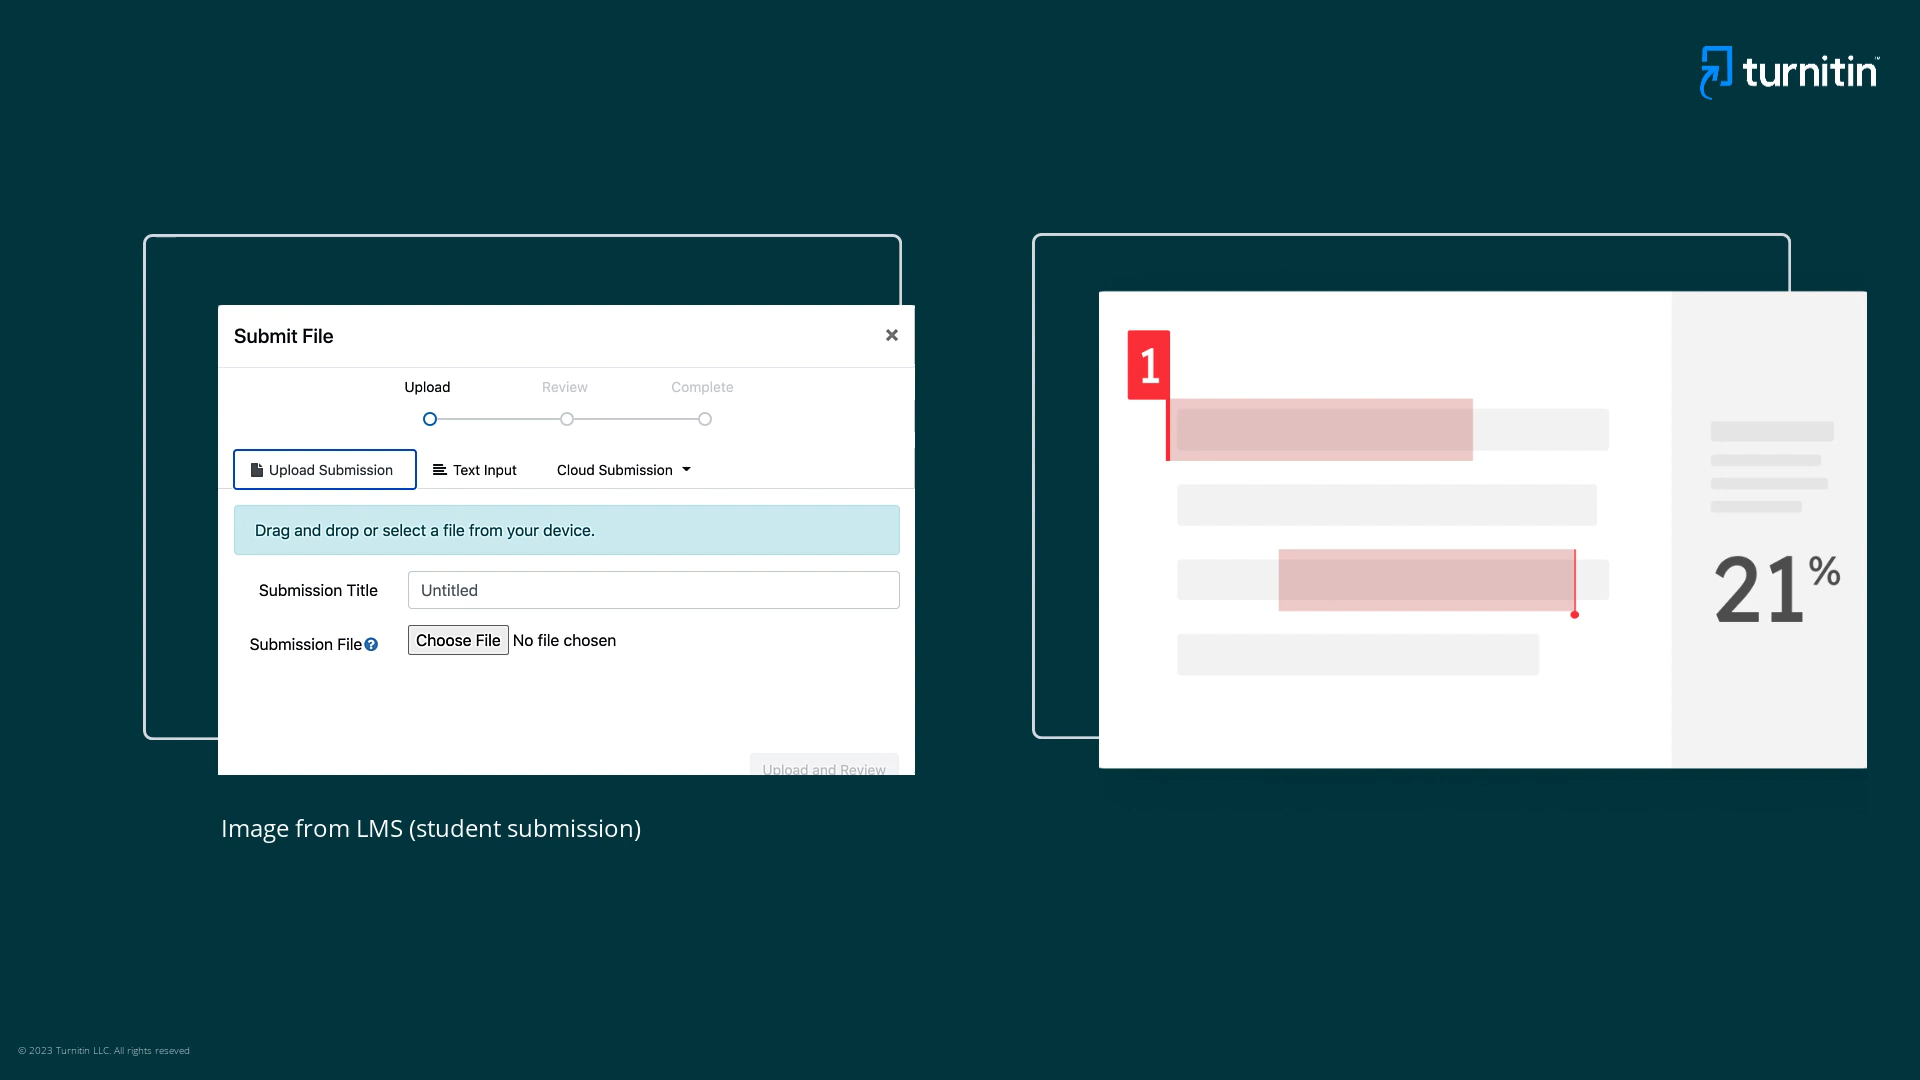 turnitin™
Submit File
Upload
Review
Complete
Upload Submission
Text Input
Cloud Submission
Drag and drop or select a file from your device.
Submission Title
Untitled
Submission File
Choose File No file chosen
Upload and Review
Image from LMS (student submission)
1
21%
© 2023 Turnitin LLC. All rights reseved